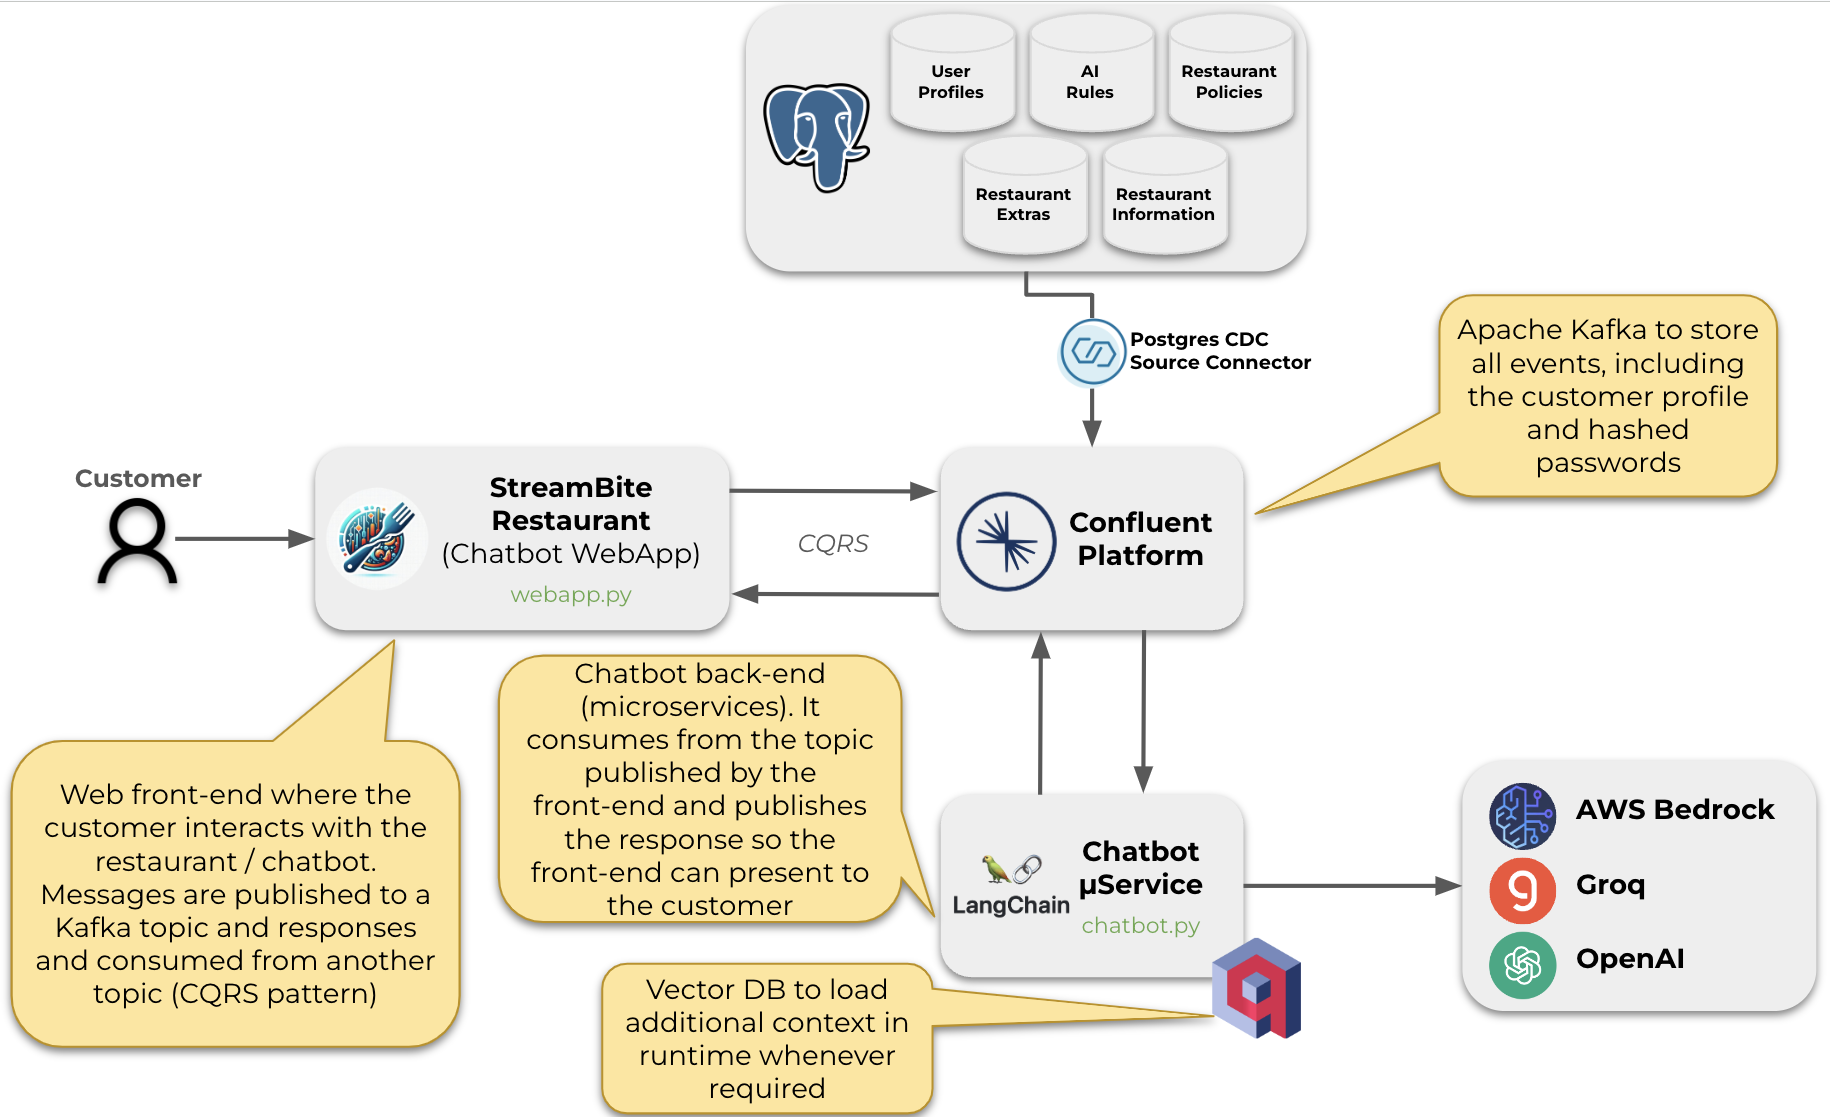 User
Profiles
AI
Rules
Restaurant
Policies
Restaurant
Extras
Restaurant
Information
Postgres CDC
Source Connector
Apache Kafka to store
all events, including
the customer profile
and hashed
passwords
Customer
StreamBite
Restaurant
(Chatbot WebApp)
webapp.py
CQRS
Confluent
Platform
Chatbot back-end
(microservices). It
consumes from the topic
published by the
front-end and publishes
the response so the
front-end can present to
the customer
Web front-end where the
customer interacts with the
restaurant / chatbot.
Messages are published to a
Kafka topic and responses
and consumed from another
topic (CQRS pattern)
LangChain
Chatbot
µService
chatbot.py
AWS Bedrock
Groq
OpenAI
Vector DB to load
additional context in
runtime whenever
required